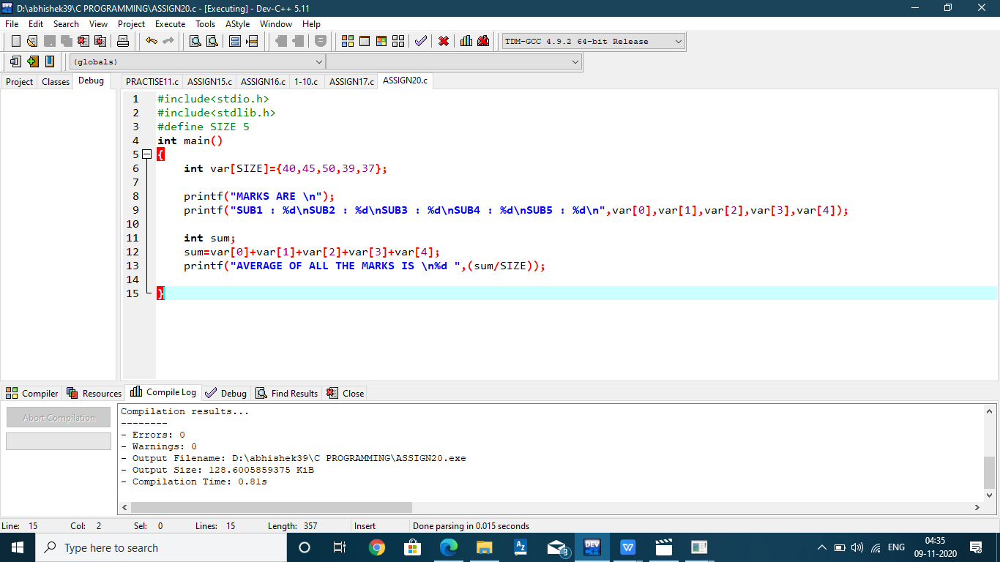 D:\abhishek39\C PROGRAMMING\ASSIGN20.c - [Executing] - Dev-C++ 5.11
File Edit Search View Project Execute Tools AStyle Window Help
TDM-GCC 4.9.2 64-bit Release
(globals)
Project Classes Debug PRACTISE11.c ASSIGN15.c ASSIGN16.c 1-10.c ASSIGN17.c ASSIGN20.c
1 #include<stdio.h>
2 #include<stdlib.h>
3 #define SIZE 5
4 int main()
5 {
6 int var[SIZE]={40,45,50,39,37};
7
8 printf("MARKS ARE \n");
9 printf("SUB1 : %d\nSUB2 : %d\nSUB3 : %d\nSUB4 : %d\nSUB5 : %d\n",var[0],var[1],var[2],var[3],var[4]);
10
11 int sum;
12 sum=var[0]+var[1]+var[2]+var[3]+var[4];
13 printf("AVERAGE OF ALL THE MARKS IS \n%d ",(sum/SIZE));
14
15 }
Compiler Resources Compile Log Debug Find Results Close
Abort Compilation
Compilation results...
--------
- Errors: 0
- Warnings: 0
- Output Filename: D:\abhishek39\C PROGRAMMING\ASSIGN20.exe
- Output Size: 128.6005859375 KiB
- Compilation Time: 0.81s
Line: 15 Col: 2 Sel: 0 Lines: 15 Length: 357 Insert Done parsing in 0.015 seconds
Type here to search
3
DEV
W
ENG
04:35
09-11-2020